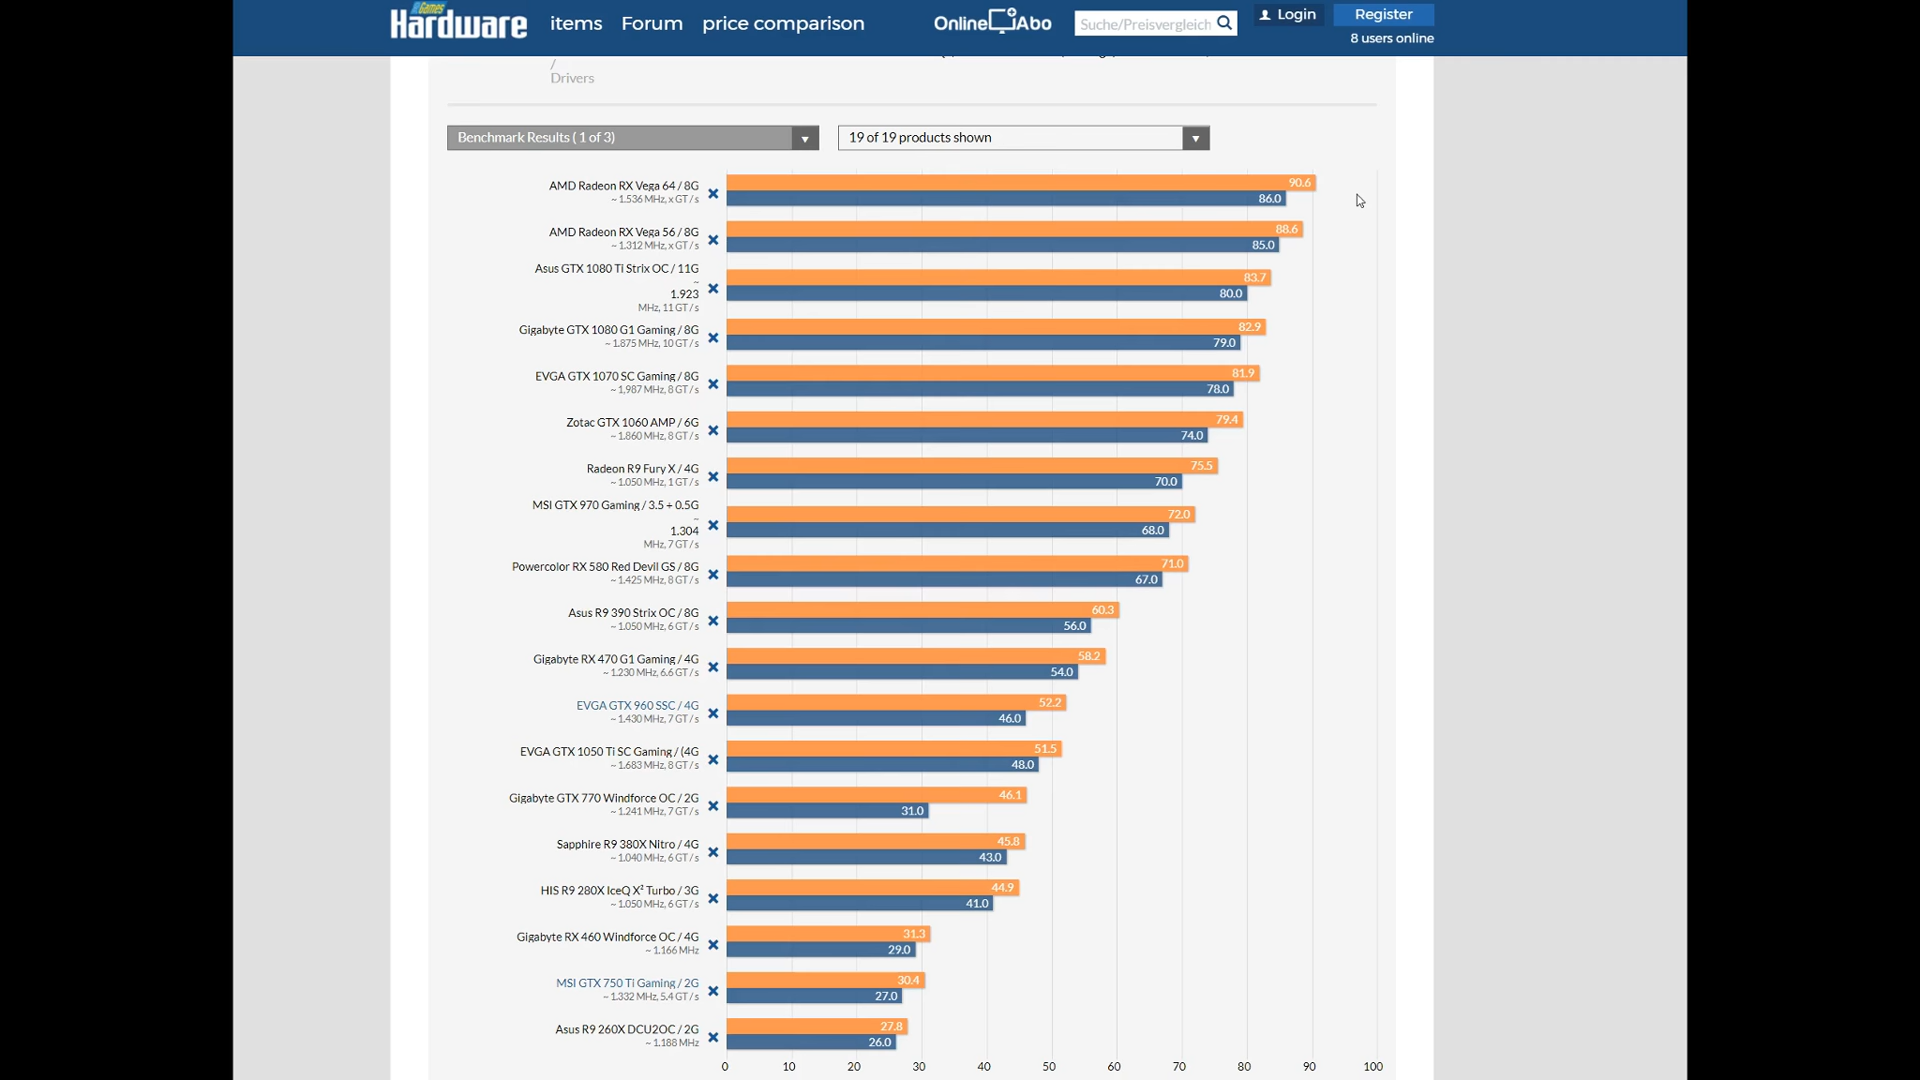 PC Games
Hardware
items
Forum
price comparison
Online Abo
Suche/Preisvergleich
Login
Register
8 users online
/
Drivers
Benchmark Results ( 1 of 3)
19 of 19 products shown
AMD Radeon RX Vega 64 / 8G
~ 1.536 MHz, x GT / s
90.6
86.0
AMD Radeon RX Vega 56 / 8G
~ 1.312 MHz, x GT / s
88.6
85.0
Asus GTX 1080 Ti Strix OC / 11G
~
1.923
MHz, 11 GT / s
83.7
80.0
Gigabyte GTX 1080 G1 Gaming / 8G
~ 1.875 MHz, 10 GT / s
82.9
79.0
EVGA GTX 1070 SC Gaming / 8G
~ 1,987 MHz, 8 GT / s
81.9
78.0
Zotac GTX 1060 AMP / 6G
~ 1.860 MHz, 8 GT / s
79.4
74.0
Radeon R9 Fury X / 4G
~ 1.050 MHz, 1 GT / s
75.5
70.0
MSI GTX 970 Gaming / 3.5 + 0.5G
~
1.304
MHz, 7 GT / s
72.0
68.0
Powercolor RX 580 Red Devil GS / 8G
~ 1.425 MHz, 8 GT / s
71.0
67.0
Asus R9 390 Strix OC / 8G
~ 1.050 MHz, 6 GT / s
60.3
56.0
Gigabyte RX 470 G1 Gaming / 4G
~ 1.230 MHz, 6.6 GT / s
58.2
54.0
EVGA GTX 960 SSC / 4G
~ 1.430 MHz, 7 GT / s
52.2
46.0
EVGA GTX 1050 Ti SC Gaming / (4G
~ 1.683 MHz, 8 GT / s
51.5
48.0
Gigabyte GTX 770 Windforce OC / 2G
~ 1.241 MHz, 7 GT / s
46.1
31.0
Sapphire R9 380X Nitro / 4G
~ 1.040 MHz, 6 GT / s
45.8
43.0
HIS R9 280X IceQ X² Turbo / 3G
~ 1.050 MHz, 6 GT / s
44.9
41.0
Gigabyte RX 460 Windforce OC / 4G
~ 1.166 MHz
31.3
29.0
MSI GTX 750 Ti Gaming / 2G
~ 1.332 MHz, 5.4 GT / s
30.4
27.0
Asus R9 260X DCU2OC / 2G
~ 1.188 MHz
27.8
26.0
0 10 20 30 40 50 60 70 80 90 100